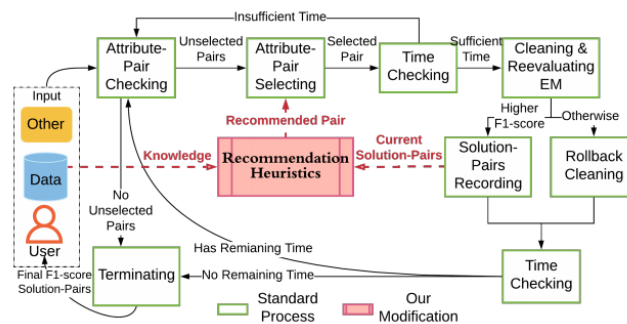 Insufficient Time
Attribute-
Pair
Checking
Unselected
Pairs
Attribute-
Pair
Selecting
Selected
Pair
Time
Checking
Sufficient
Time
Cleaning &
Reevaluating
EM
Input
Other
Data
User
Recommended Pair
Higher
F1-score
Otherwise
Knowledge
Recommendation
Heuristics
Current
Solution-Pairs
Solution-
Pairs
Recording
Rollback
Cleaning
No
Unselected
Pairs
Has Remianing Time
No Remaining Time
Time
Checking
Final F1-score
Solution-Pairs
Terminating
Standard
Process
Our
Modification